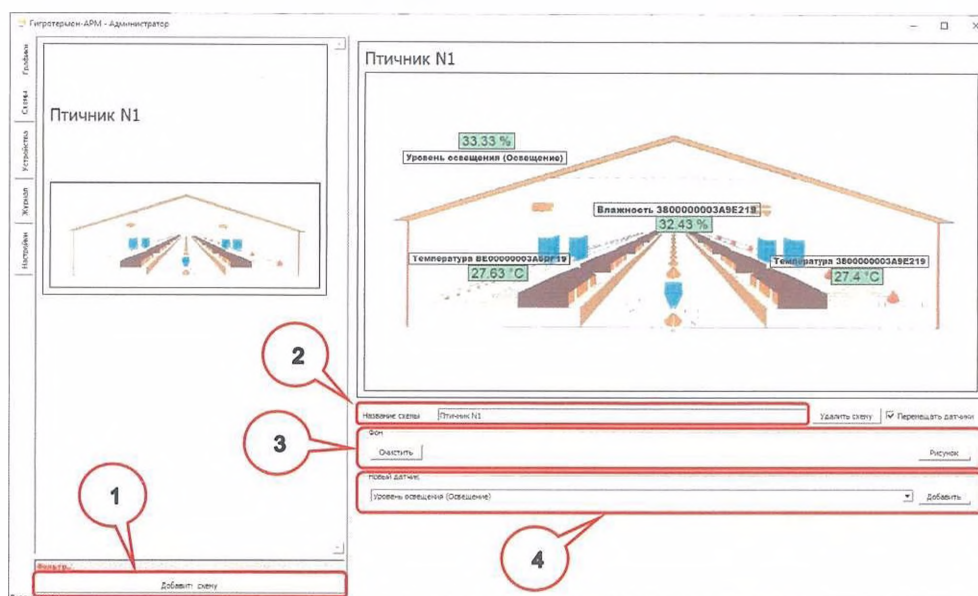 Гигротермон-АРМ - Администратор
Графики
Схемы
Устройства
Журнал
Настройки
Птичник N1
Птичник N1
33.33 %
Уровень освещения (Освещение)
Влажность 3800000003A9E219
32.43 %
Температура 3800000003A9E219
27.63 °C
27.4 °C
2
Название схемы
Птичник N1
Удалить схему
Перемещать датчики
3
Фон
Очистить
Рисунок
Новый датчик
Уровень освещения (Освещение)
Добавить
1
4
Фильтр:
Добавить схему